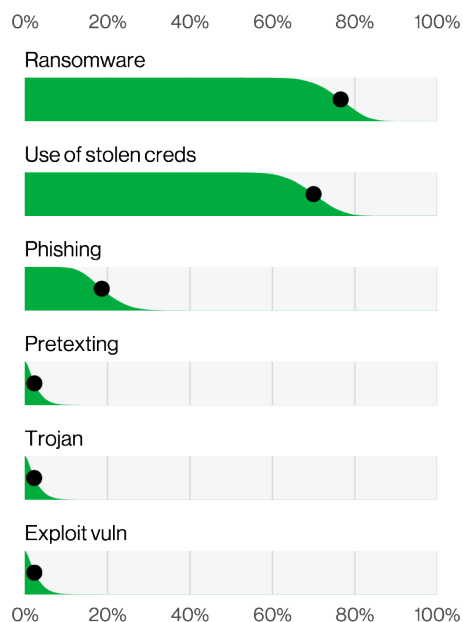 0% 20% 40% 60% 80% 100%
Ransomware
Use of stolen creds
Phishing
Pretexting
Trojan
Exploit vuln
0% 20% 40% 60% 80% 100%